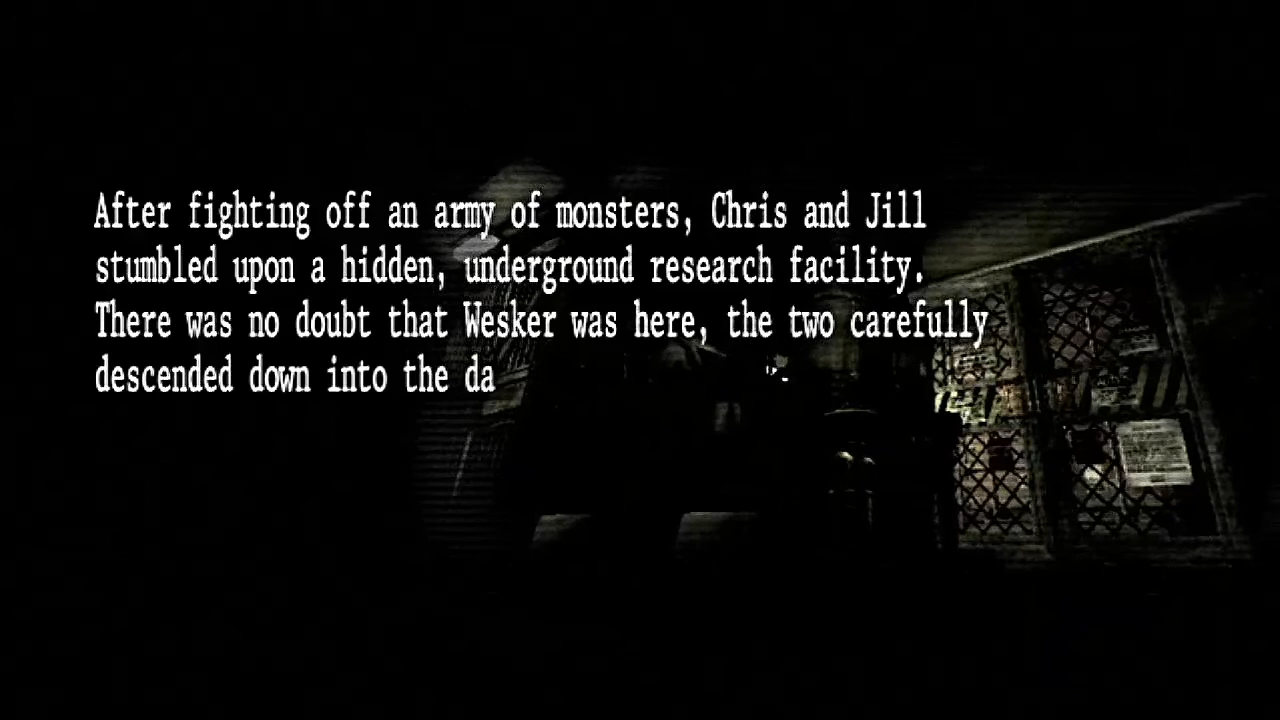 After fighting off an army of monsters, Chris and Jill
stumbled upon a hidden, underground research facility.
There was no doubt that Wesker was here, the two carefully
descended down into the da